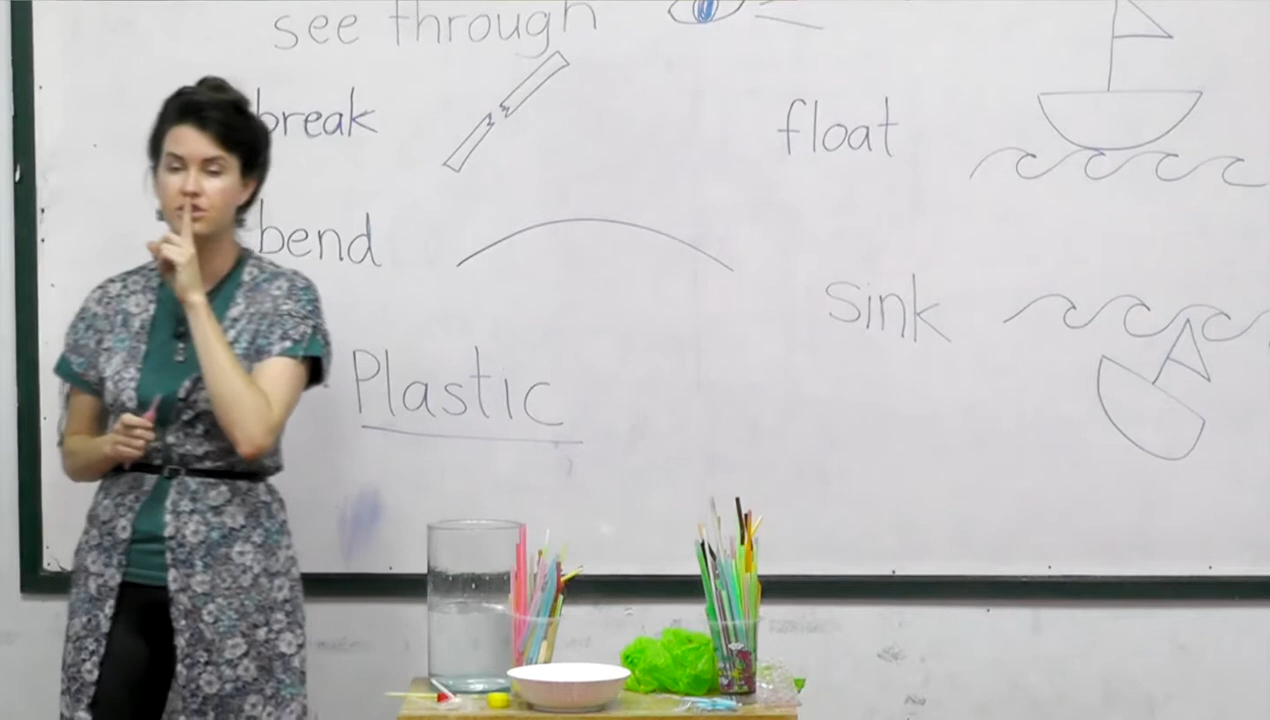 see through
break
float
bend
sink
Plastic